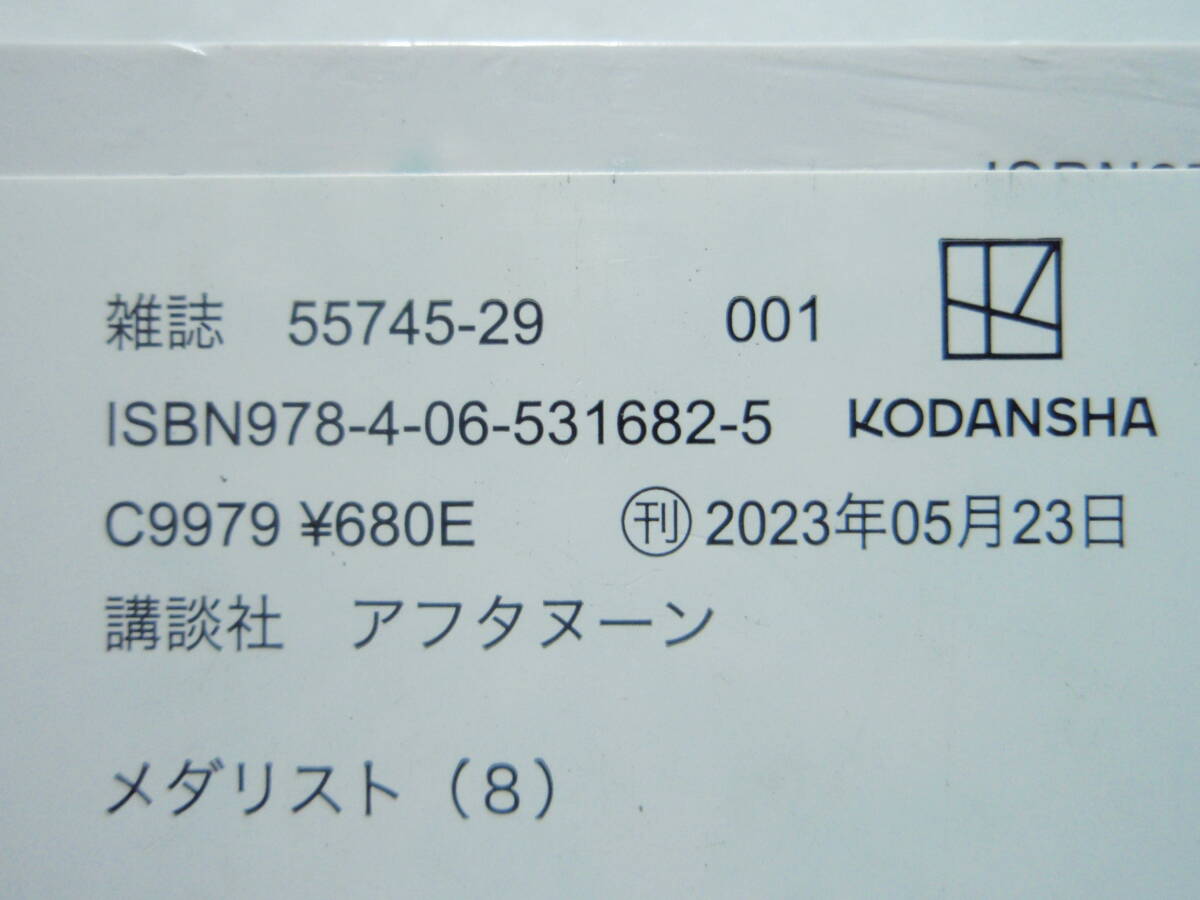 雑誌　55745-29　001
ISBN978-4-06-531682-5　KODANSHA
C9979 ¥680E　㊑2023年05月23日
講談社　アフタヌーン
メダリスト（8）